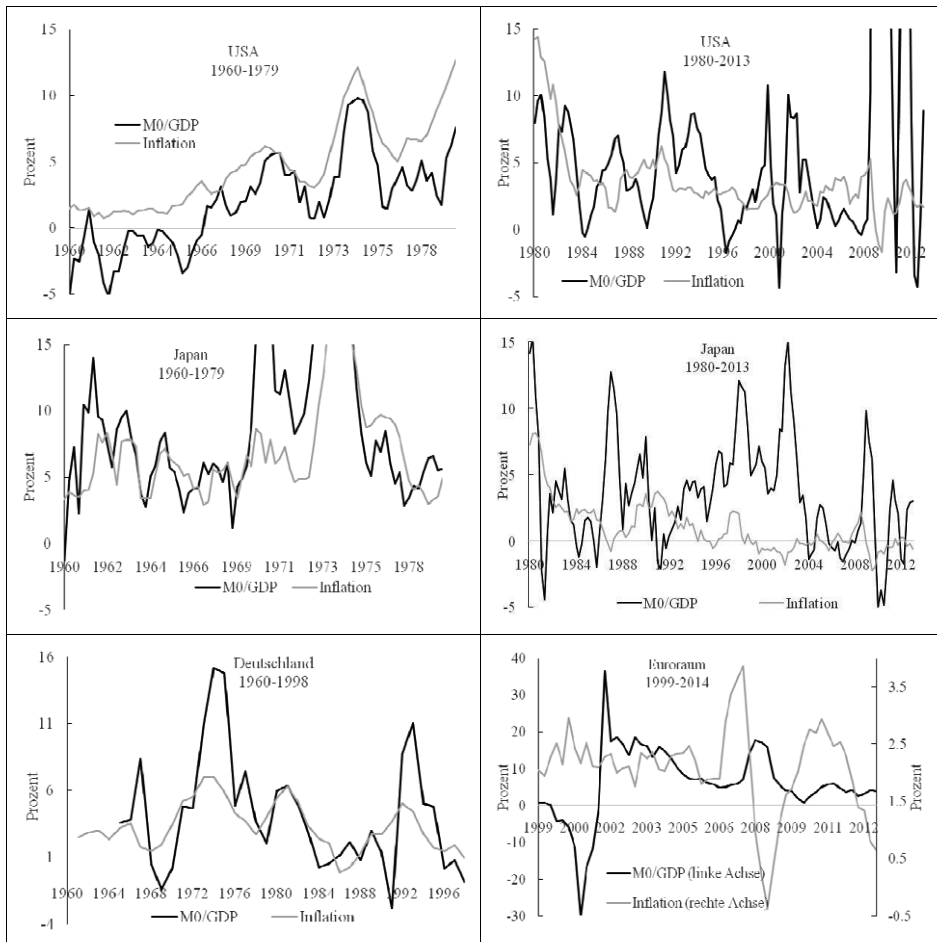 USA
1960-1979
15
10
5
0
-5
Prozent
M0/GDP
Inflation
1960 1962 1964 1966 1969 1971 1973 1975 1978
USA
1980-2013
15
10
5
0
-5
Prozent
1980 1984 1988 1992 1996 2000 2004 2008 2012
M0/GDP Inflation
Japan
1960-1979
15
10
5
0
-5
Prozent
1960 1962 1964 1966 1969 1971 1973 1975 1978
M0/GDP Inflation
Japan
1980-2013
15
10
5
0
-5
Prozent
1980 1984 1988 1992 1996 2000 2004 2009 2013
M0/GDP Inflation
Deutschland
1960-1998
16
11
6
1
-4
Prozent
1960 1964 1968 1972 1976 1980 1984 1988 1992 1996
M0/GDP Inflation
Euroraum
1999-2014
40
30
20
10
0
-10
-20
-30
Prozent
3.5
2.5
1.5
0.5
-0.5
Prozent
1999 2000 2002 2003 2005 2006 2008 2009 2011 2012
M0/GDP (linke Achse)
Inflation (rechte Achse)